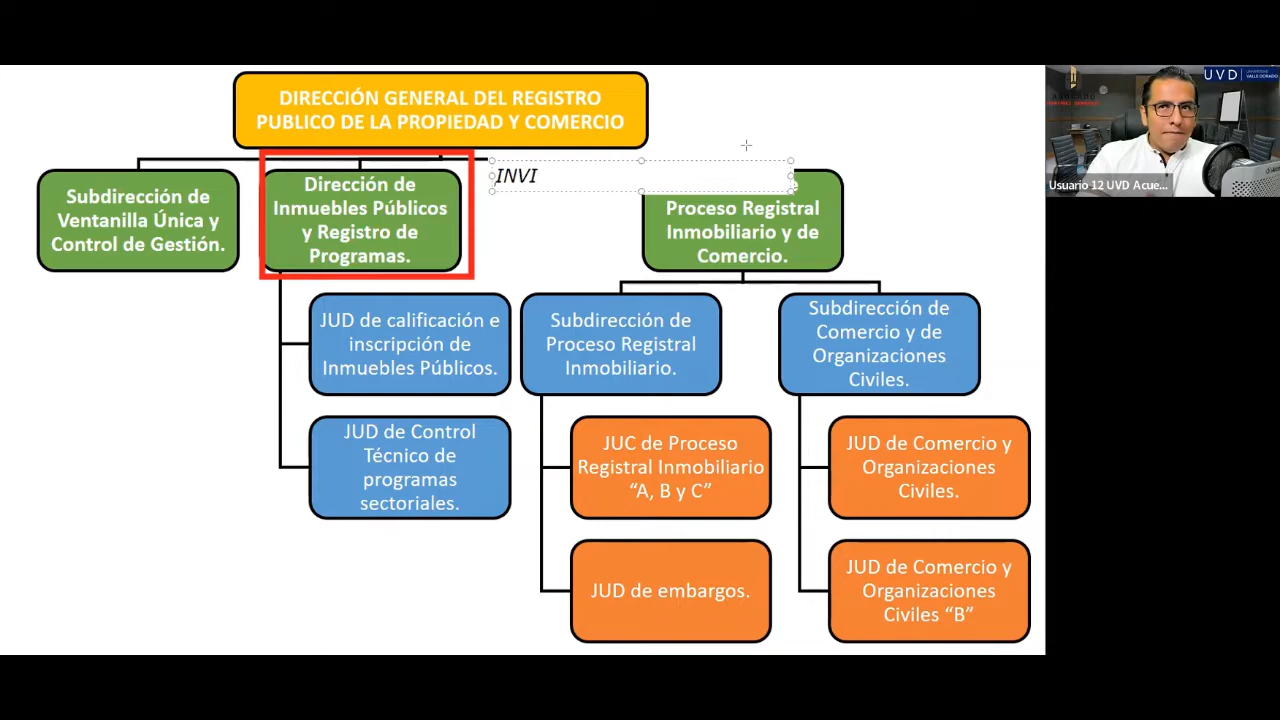 DIRECCIÓN GENERAL DEL REGISTRO
PUBLICO DE LA PROPIEDAD Y COMERCIO
Subdirección de
Ventanilla Única y
Control de Gestión.
Dirección de
Inmuebles Públicos
y Registro de
Programas.
INVI
Proceso Registral
Inmobiliario y de
Comercio.
JUD de calificación e
inscripción de
Inmuebles Públicos.
JUD de Control
Técnico de
programas
sectoriales.
Subdirección de
Proceso Registral
Inmobiliario.
JUC de Proceso
Registral Inmobiliario
“A, B y C”
JUD de embargos.
Subdirección de
Comercio y de
Organizaciones
Civiles.
JUD de Comercio y
Organizaciones
Civiles.
JUD de Comercio y
Organizaciones
Civiles “B”
UVD
Usuario 12 UVD Acue...